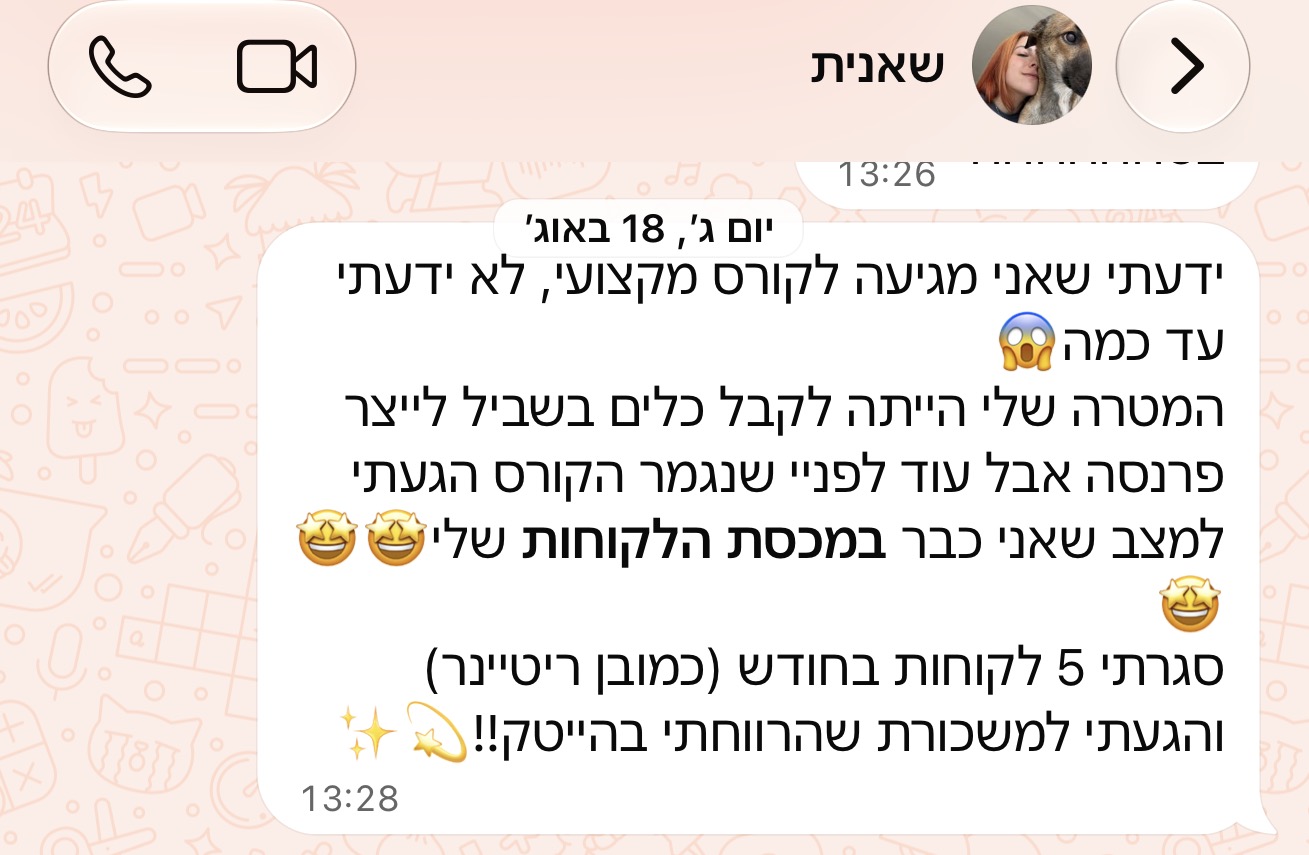 שאנית
13:26
יום ג׳, 18 באוג׳
ידעתי שאני מגיעה לקורס מקצועי, לא ידעתי
עד כמה😱
המטרה שלי הייתה לקבל כלים בשביל לייצר
פרנסה אבל עוד לפניי שנגמר הקורס הגעתי
למצב שאני כבר במכסת הלקוחות שלי🤩🤩
🤩
סגרתי 5 לקוחות בחודש (כמובן ריטיינר)
והגעתי למשכורת שהרווחתי בהייטק!!💫✨
13:28